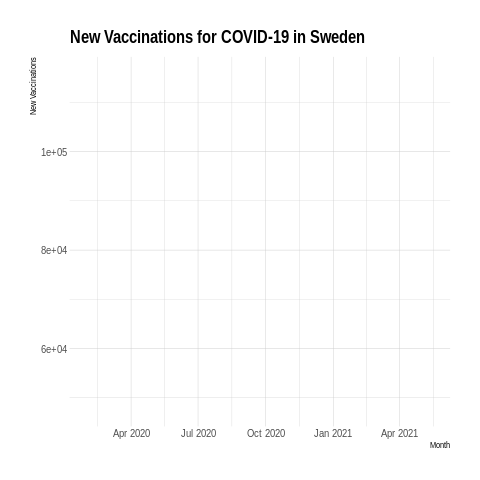 New Vaccinations for COVID-19 in Sweden
New Vaccinations
1e+05
8e+04
6e+04
Apr 2020 Jul 2020 Oct 2020 Jan 2021 Apr 2021
Month